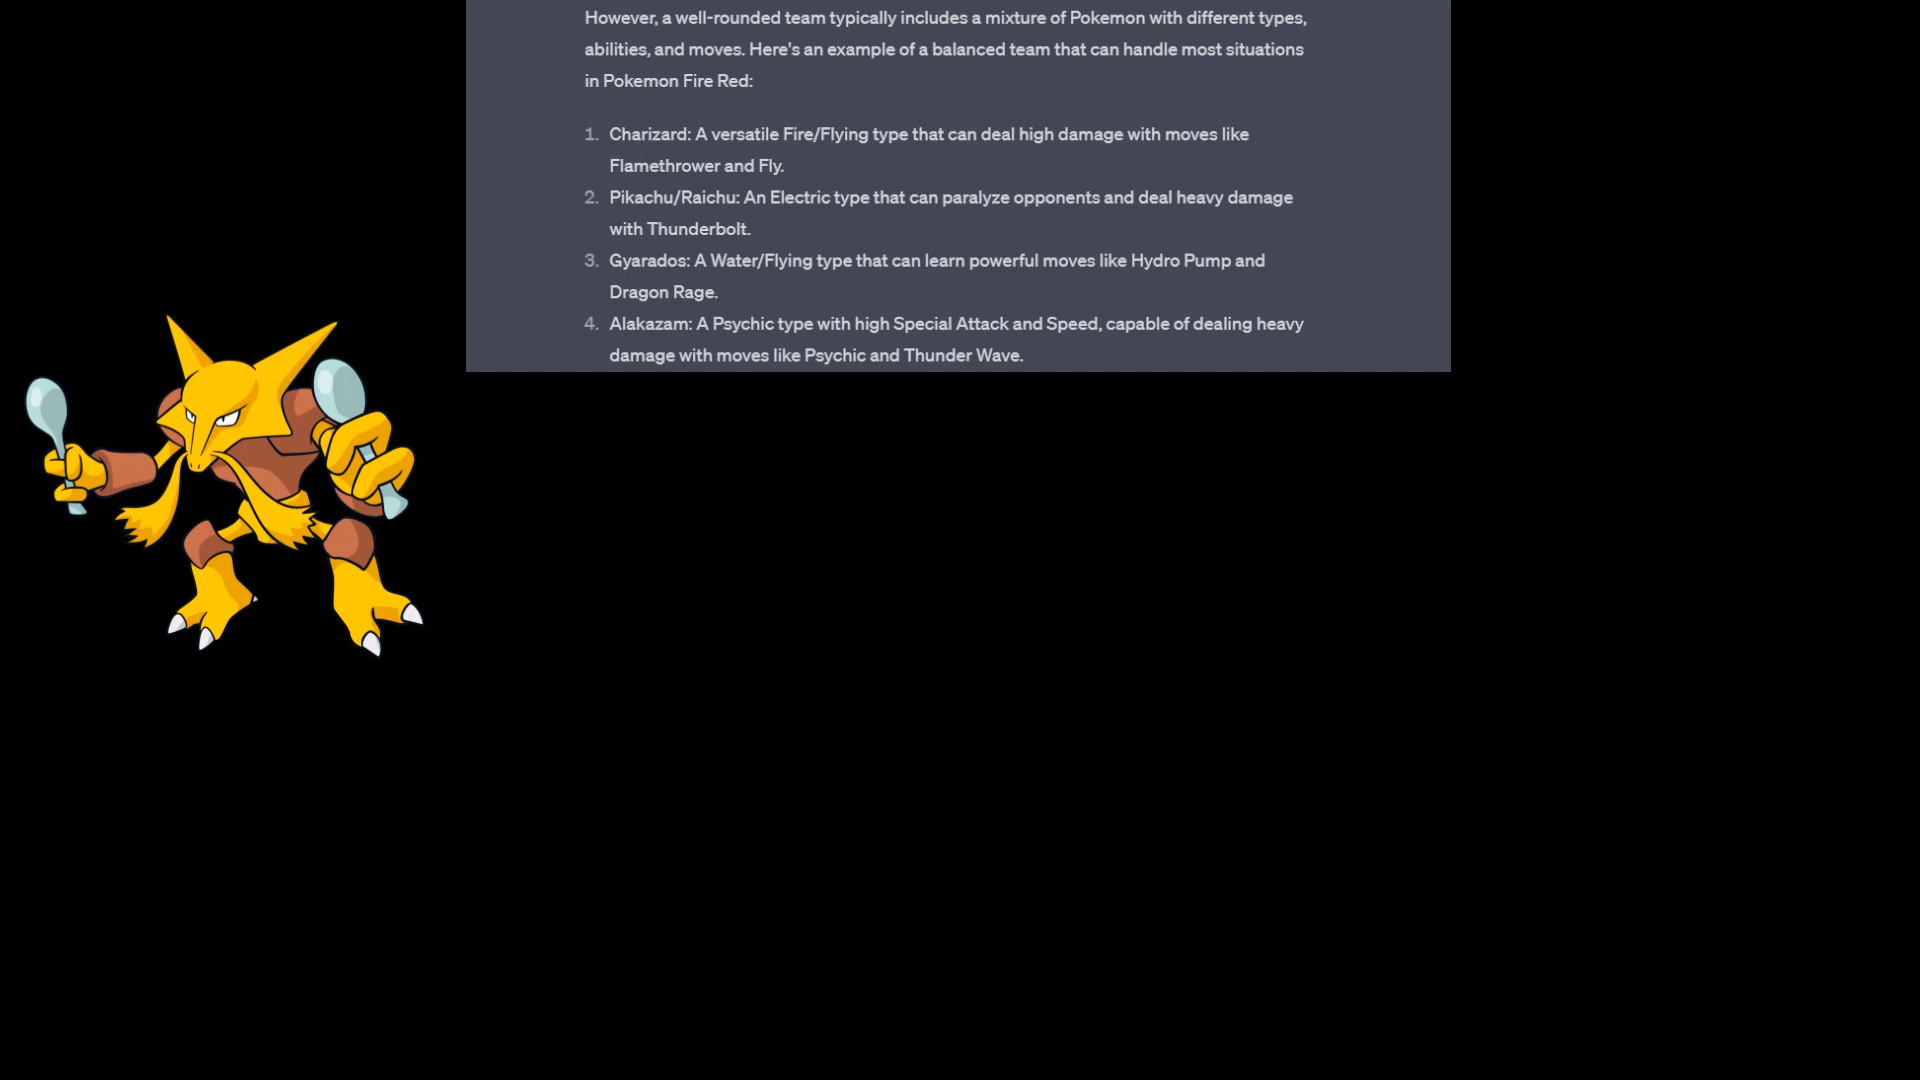 However, a well-rounded team typically includes a mixture of Pokemon with different types,
abilities, and moves. Here's an example of a balanced team that can handle most situations
in Pokemon Fire Red:
1. Charizard: A versatile Fire/Flying type that can deal high damage with moves like
Flamethrower and Fly.
2. Pikachu/Raichu: An Electric type that can paralyze opponents and deal heavy damage
with Thunderbolt.
3. Gyarados: A Water/Flying type that can learn powerful moves like Hydro Pump and
Dragon Rage.
4. Alakazam: A Psychic type with high Special Attack and Speed, capable of dealing heavy
damage with moves like Psychic and Thunder Wave.